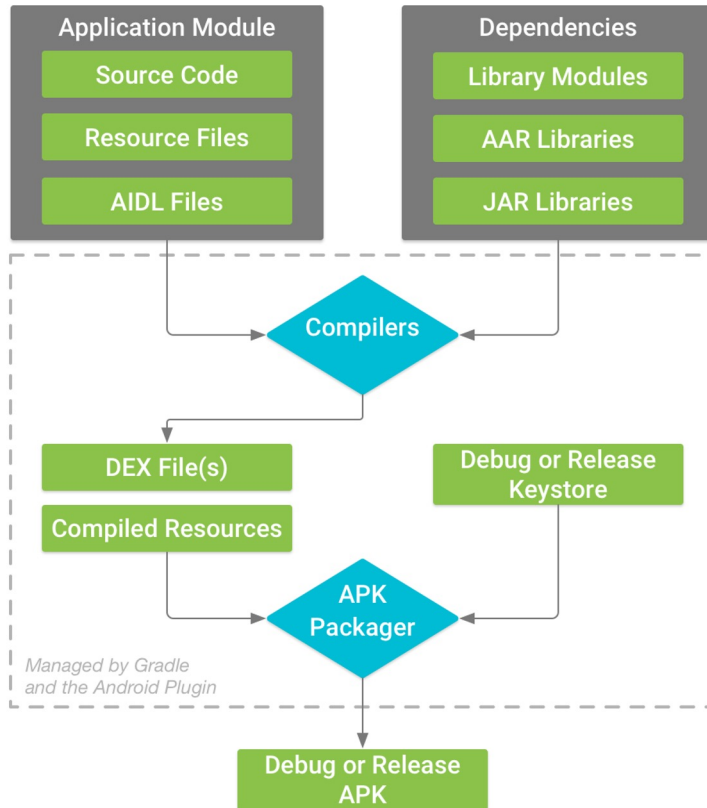 Application Module
Source Code
Resource Files
AIDL Files
Dependencies
Library Modules
AAR Libraries
JAR Libraries
Compilers
DEX File(s)
Compiled Resources
Debug or Release
Keystore
APK
Packager
Managed by Gradle
and the Android Plugin
Debug or Release
APK